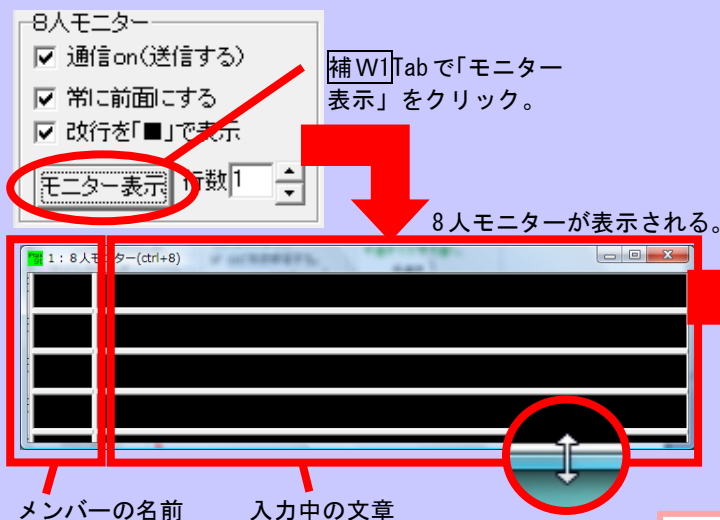 8人モニター
通信on(送信する)
常に前面にする
改行を「■」で表示
モニター表示 行数 1
補W1Tabで「モニター
表示」をクリック。
8人モニターが表示される。
1：8人モニター(ctrl+8)
メンバーの名前
入力中の文章